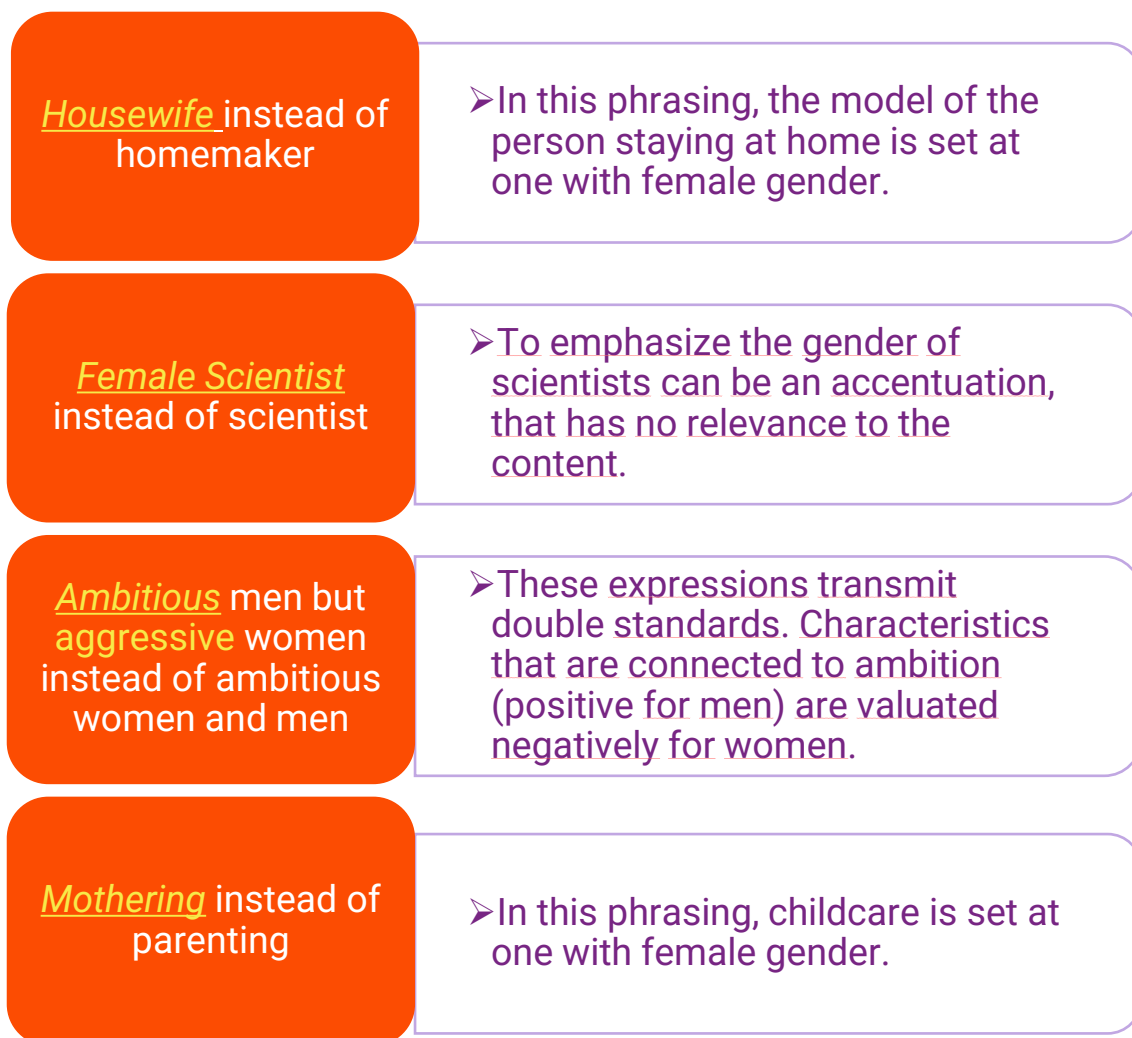 Housewife instead of
homemaker
➢In this phrasing, the model of the
person staying at home is set at
one with female gender.
Female Scientist
instead of scientist
➢To emphasize the gender of
scientists can be an accentuation,
that has no relevance to the
content.
Ambitious men but
aggressive women
instead of ambitious
women and men
➢These expressions transmit
double standards. Characteristics
that are connected to ambition
(positive for men) are valuated
negatively for women.
Mothering instead of
parenting
➢In this phrasing, childcare is set at
one with female gender.